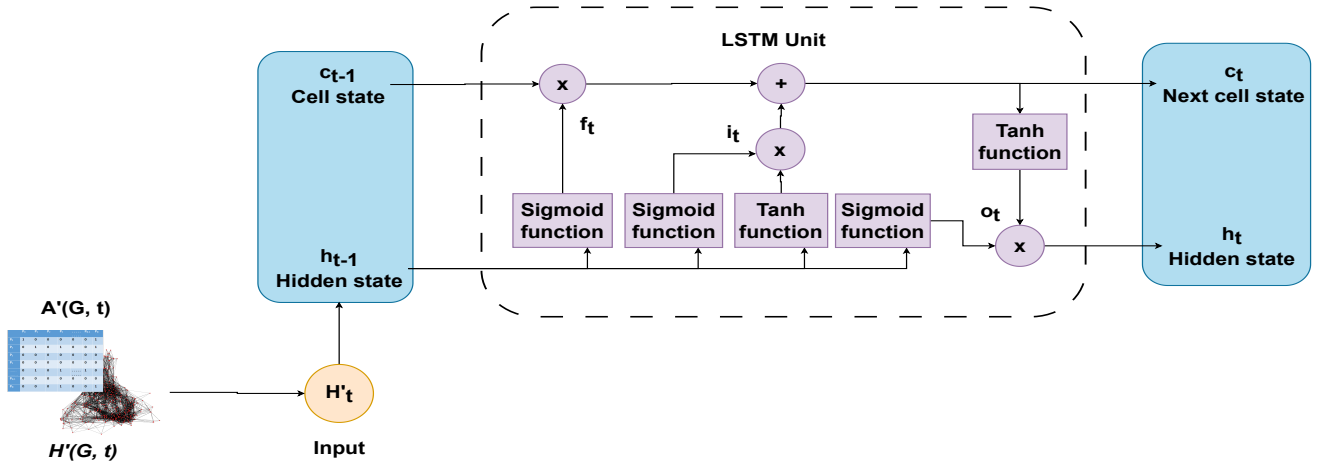 LSTM Unit
ct-1
Cell state
x
+
ct
Next cell state
ft
it
x
Tanh
function
Sigmoid
function
Sigmoid
function
Tanh
function
Sigmoid
function
ot
x
ht-1
Hidden state
ht
Hidden state
A'(G, t)
H't
H'(G, t)
Input